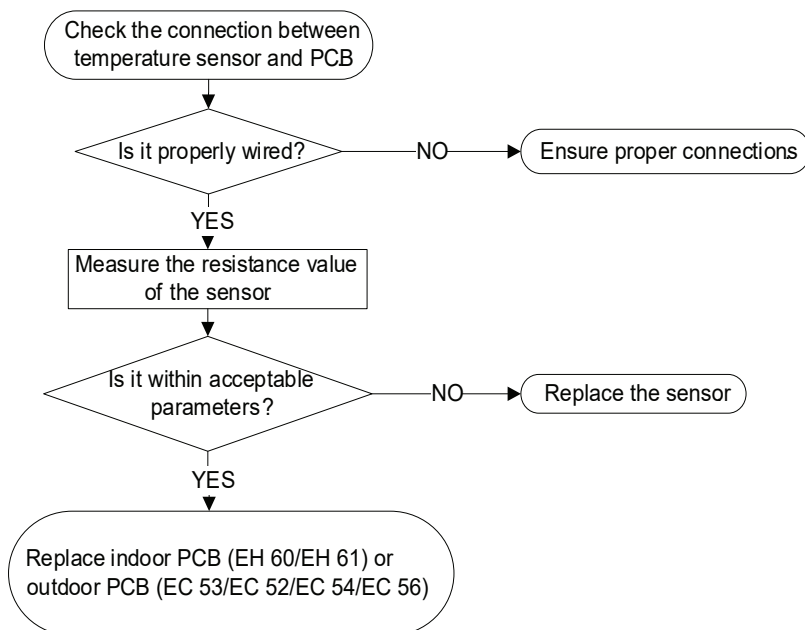 Check the connection between
temperature sensor and PCB.
Is it properly wired?
NO
Ensure proper connections.
YES
Measure the resistance value
of the sensor.
Is it within acceptable
parameters?
NO
Replace the sensor
YES
Replace indoor PCB (EH 60/EH 61) or
outdoor PCB (EC 53/EC 52/EC 54/EC 56)